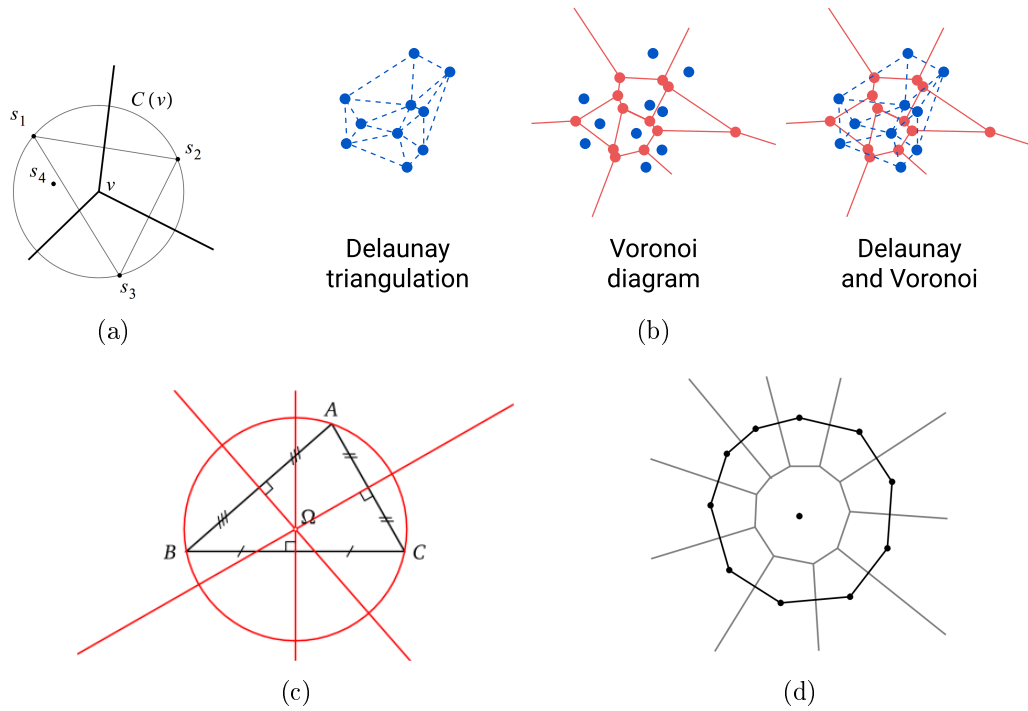 C(v)
s1
s2
s4
v
s3
(a)
Delaunay
triangulation
Voronoi
diagram
Delaunay
and Voronoi
(b)
A
Ω
B
C
(c)
(d)